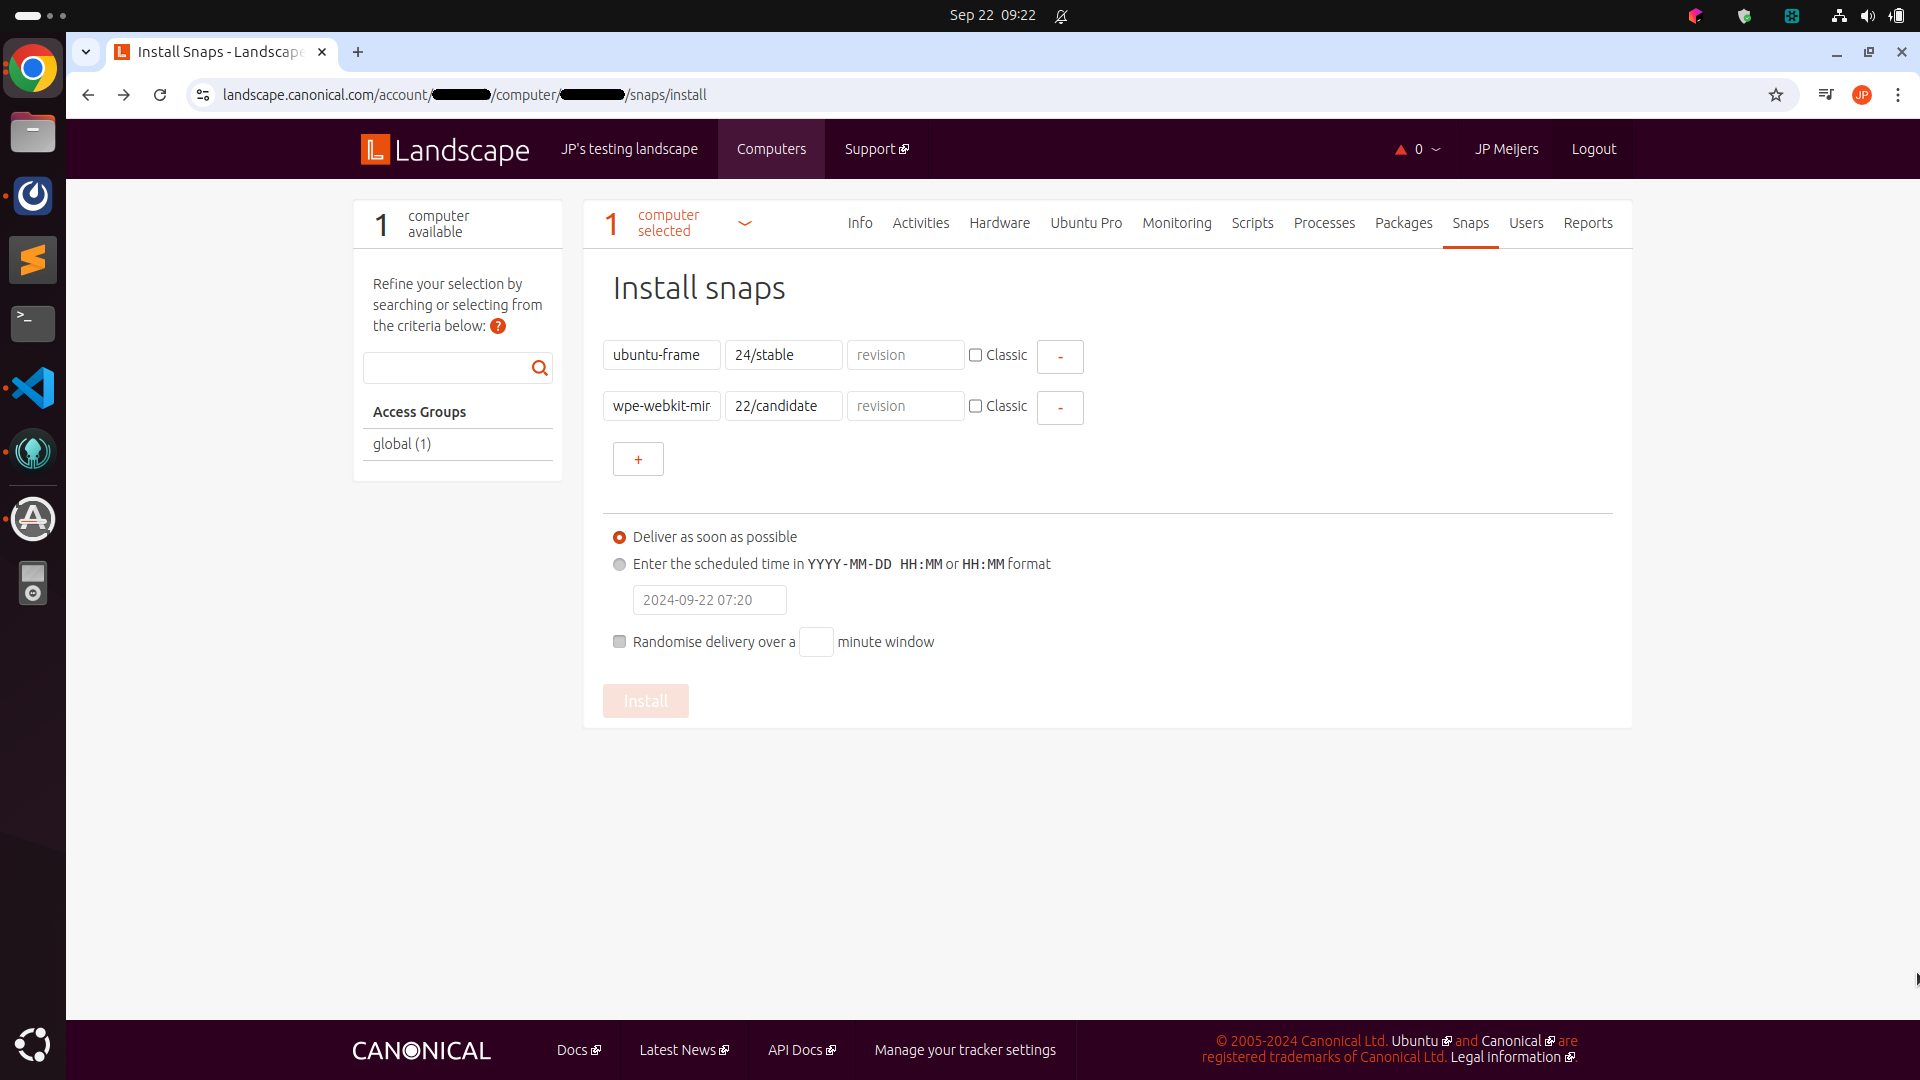 Sep 22 09:22
Install Snaps - Landscape
landscape.canonical.com/account/
/computer/
/snaps/install
JP
Landscape
JP's testing landscape
Computers
Support
0
JP Meijers
Logout
1 computer available
Refine your selection by
searching or selecting from
the criteria below: ?
Access Groups
global (1)
1 computer selected
Info Activities Hardware Ubuntu Pro Monitoring Scripts Processes Packages Snaps Users Reports
Install snaps
ubuntu-frame 24/stable revision Classic -
wpe-webkit-mir- 22/candidate revision Classic -
+
Deliver as soon as possible
Enter the scheduled time in YYYY-MM-DD HH:MM or HH:MM format
2024-09-22 07:20
Randomise delivery over a minute window
Install
CANONICAL
Docs
Latest News
API Docs
Manage your tracker settings
© 2005-2024 Canonical Ltd. Ubuntu and Canonical are
registered trademarks of Canonical Ltd. Legal information